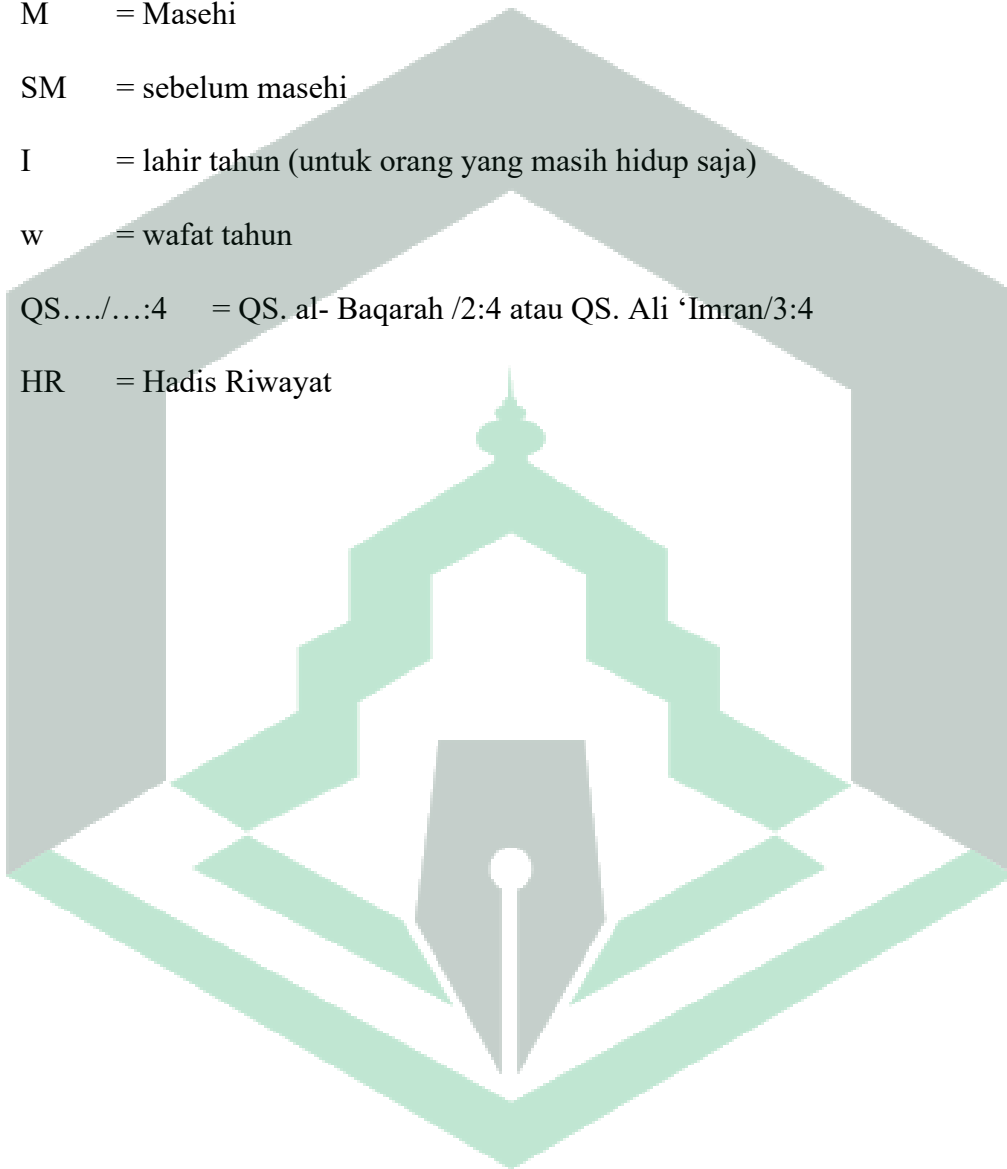 M = Masehi
SM = sebelum masehi
I = lahir tahun (untuk orang yang masih hidup saja)
w = wafat tahun
QS…./…:4 = QS. al- Baqarah /2:4 atau QS. Ali ‘Imran/3:4
HR = Hadis Riwayat